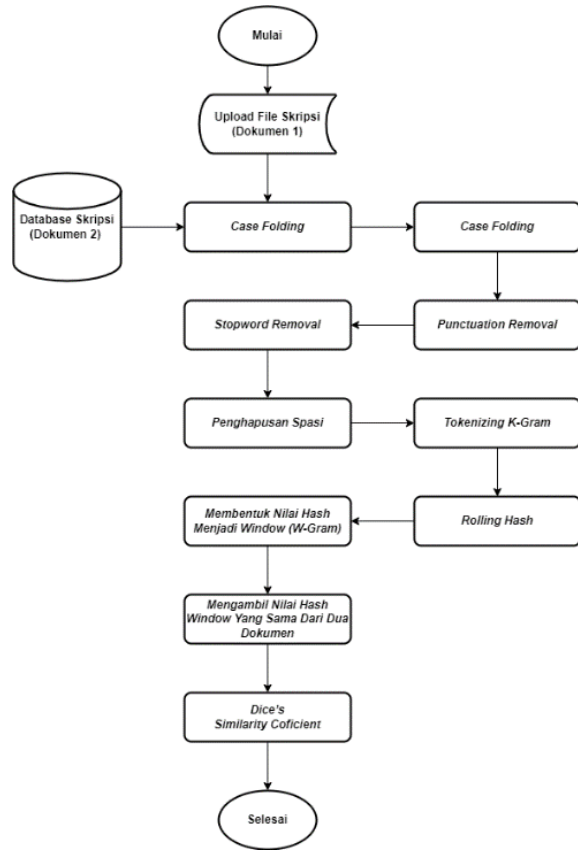 Mulai
Upload File Skripsi
(Dokumen 1)
Database Skripsi
(Dokumen 2)
Case Folding
Case Folding
Punctuation Removal
Stopword Removal
Penghapusan Spasi
Tokenizing K-Gram
Rolling Hash
Membentuk Nilai Hash
Menjadi Window (W-Gram)
Mengambil Nilai Hash
Window Yang Sama Dari Dua
Dokumen
Dice's
Similarity Coficient
Selesai